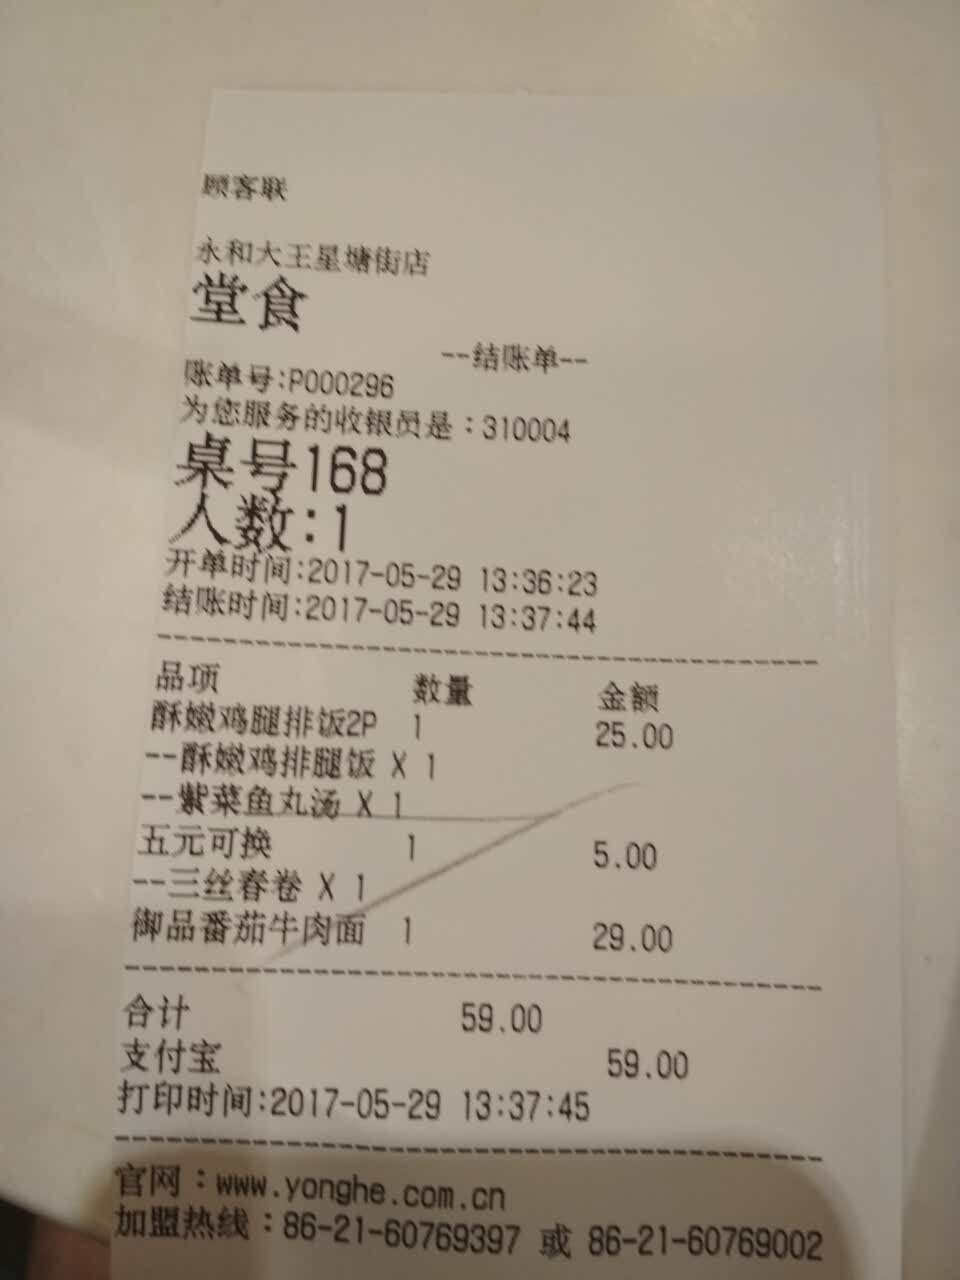 顾客联
永和大王星塘街店
堂食
--结账单--
账单号:P000296
为您服务的收银员是：310004
桌号168
人数:1
开单时间:2017-05-29 13:36:23
结账时间:2017-05-29 13:37:44
品项 数量 金额
酥嫩鸡腿排饭2P 1 25.00
--酥嫩鸡排腿饭 X 1
--紫菜鱼丸汤 X 1
五元可换 1 5.00
--三丝春卷 X 1
御品番茄牛肉面 1 29.00
合计 59.00
支付宝 59.00
打印时间:2017-05-29 13:37:45
官网：www.yonghe.com.cn
加盟热线：86-21-60769397 或 86-21-60769002